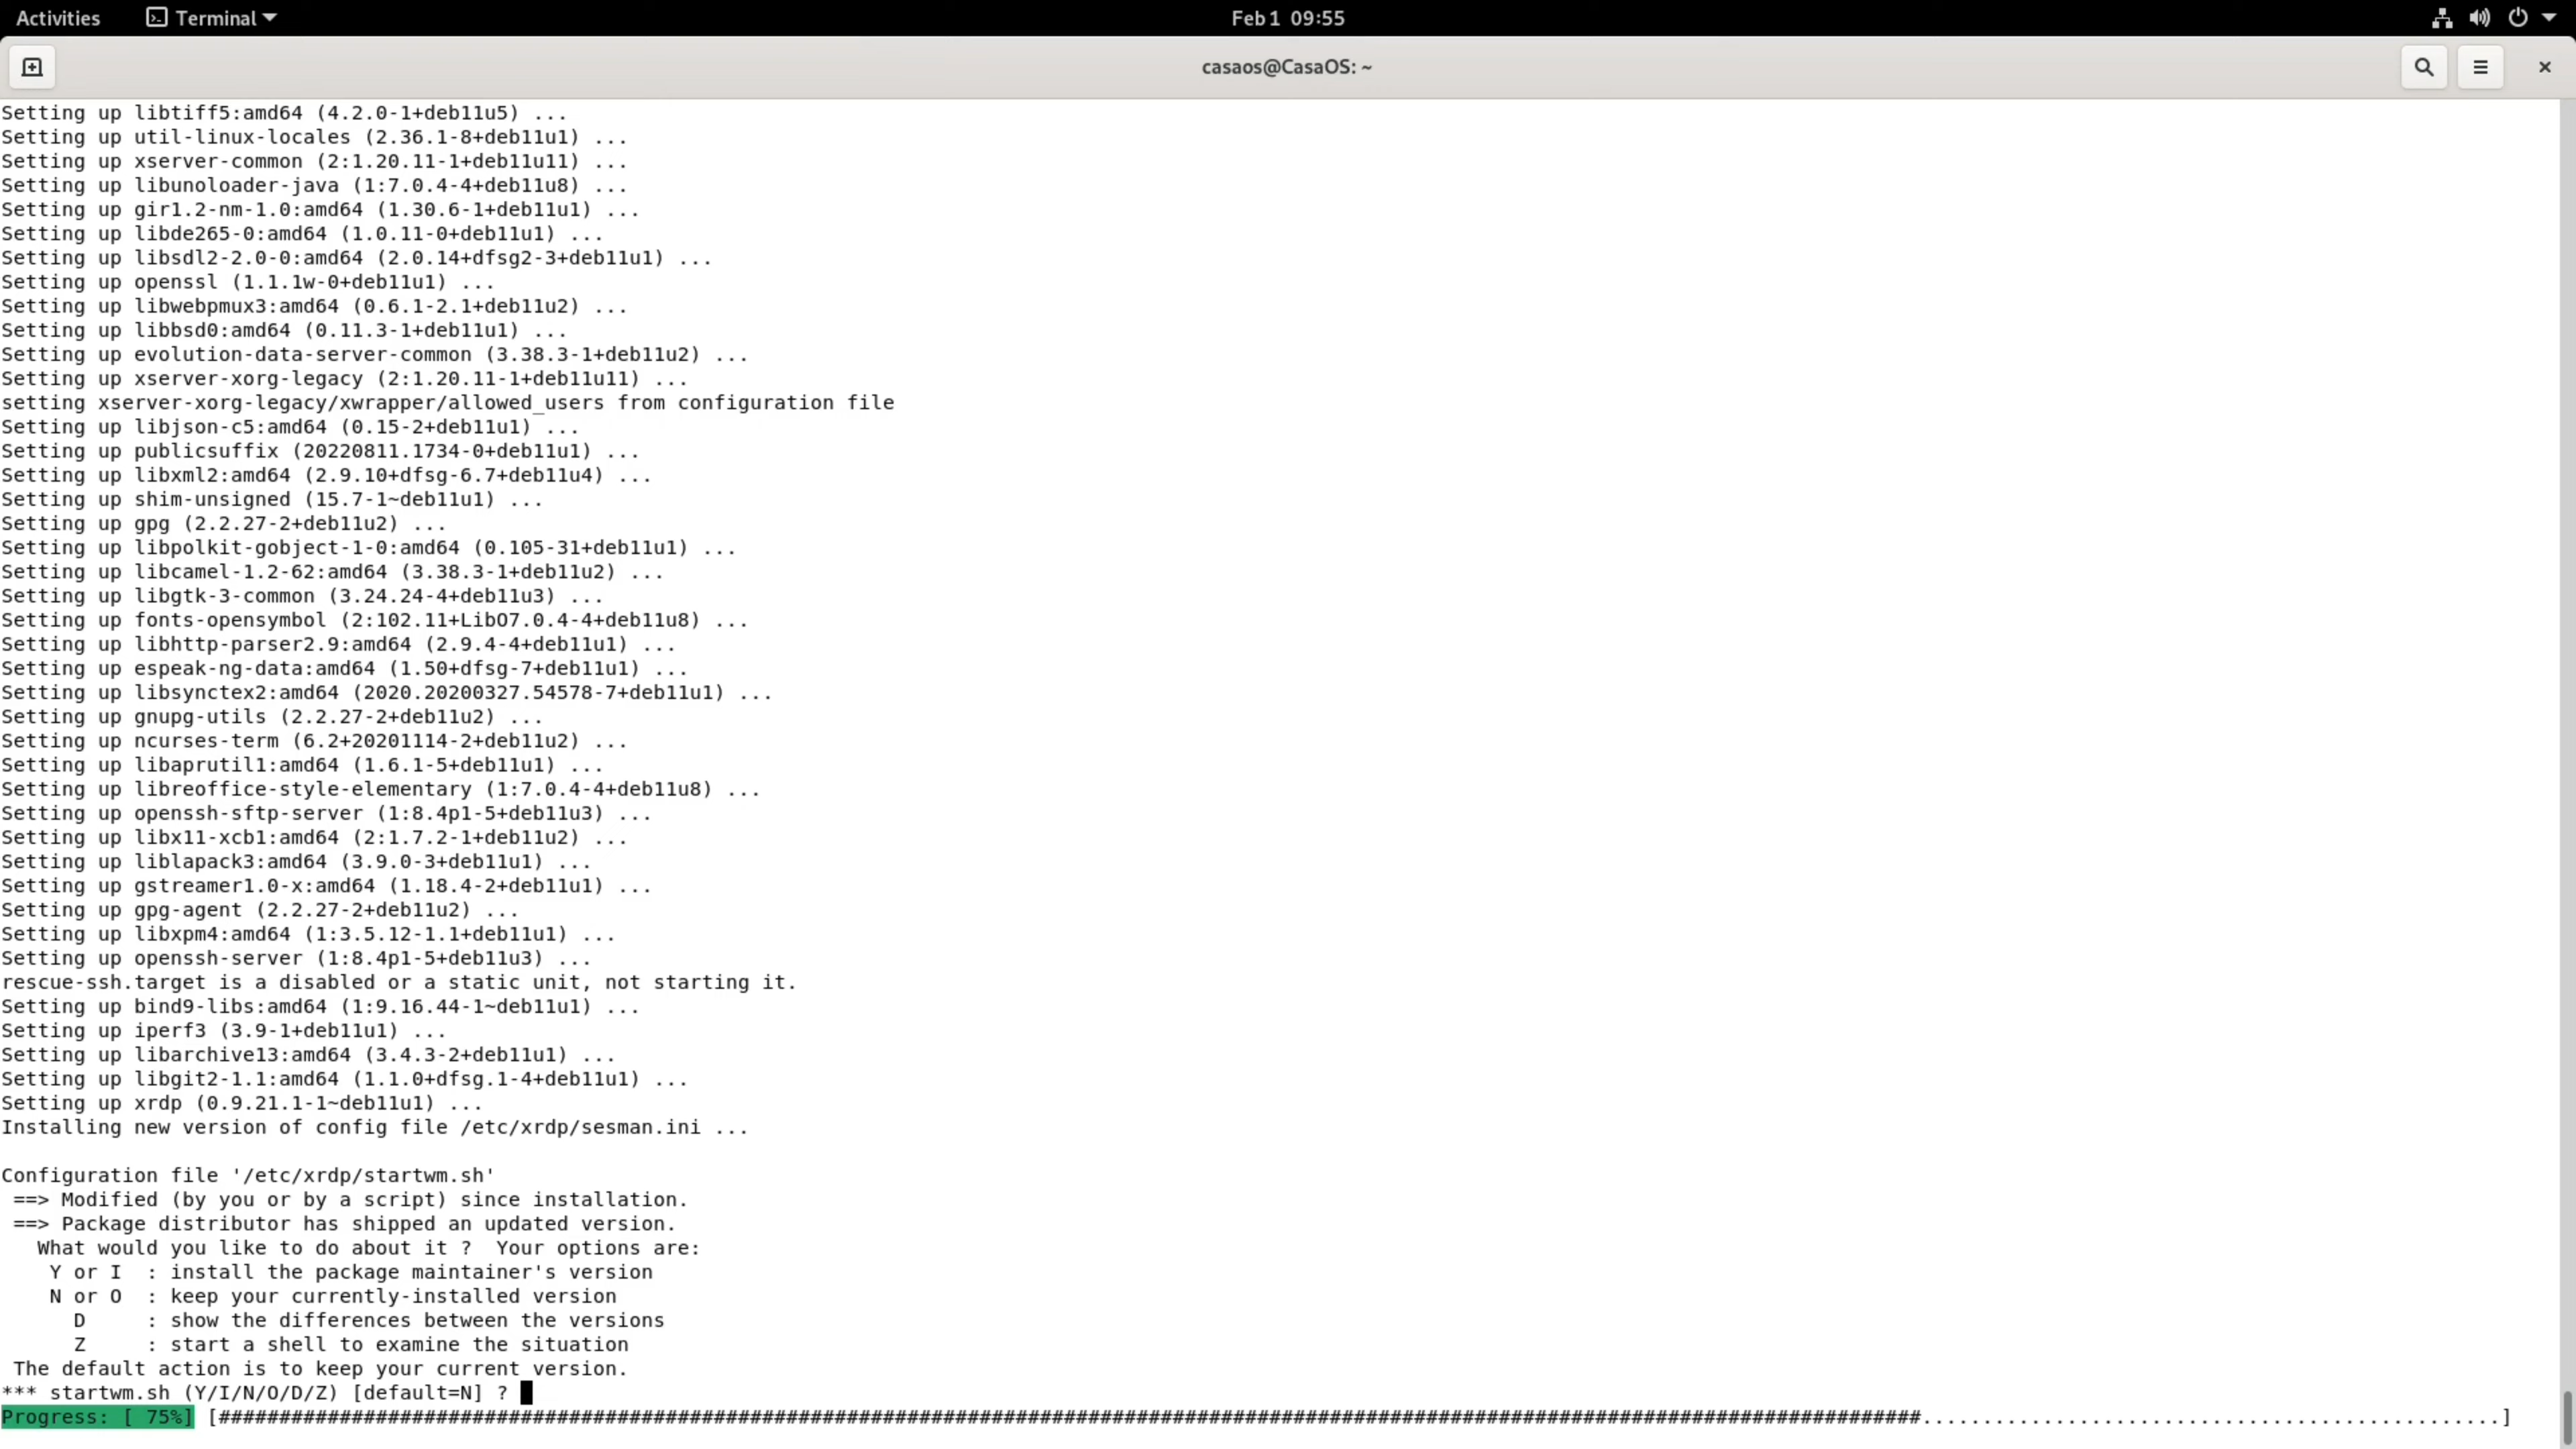 Activities Terminal Feb 1 09:55
casaos@CasaOS: ~
Setting up libtiff5:amd64 (4.2.0-1+deb11u5) ...
Setting up util-linux-locales (2.36.1-8+deb11u1) ...
Setting up xserver-common (2:1.20.11-1+deb11u11) ...
Setting up libunoloader-java (1:7.0.4-4+deb11u8) ...
Setting up gir1.2-nm-1.0:amd64 (1.30.6-1+deb11u1) ...
Setting up libde265-0:amd64 (1.0.11-0+deb11u1) ...
Setting up libsdl2-2.0-0:amd64 (2.0.14+dfsg2-3+deb11u1) ...
Setting up openssl (1.1.1w-0+deb11u1) ...
Setting up libwebpmux3:amd64 (0.6.1-2.1+deb11u2) ...
Setting up libbsd0:amd64 (0.11.3-1+deb11u1) ...
Setting up evolution-data-server-common (3.38.3-1+deb11u2) ...
Setting up xserver-xorg-legacy (2:1.20.11-1+deb11u11) ...
setting xserver-xorg-legacy/xwrapper/allowed_users from configuration file
Setting up libjson-c5:amd64 (0.15-2+deb11u1) ...
Setting up publicsuffix (20220811.1734-0+deb11u1) ...
Setting up libxml2:amd64 (2.9.10+dfsg-6.7+deb11u4) ...
Setting up shim-unsigned (15.7-1~deb11u1) ...
Setting up gpg (2.2.27-2+deb11u2) ...
Setting up libpolkit-gobject-1-0:amd64 (0.105-31+deb11u1) ...
Setting up libcamel-1.2-62:amd64 (3.38.3-1+deb11u2) ...
Setting up libgtk-3-common (3.24.24-4+deb11u3) ...
Setting up fonts-opensymbol (2:102.11+LibO7.0.4-4+deb11u8) ...
Setting up libhttp-parser2.9:amd64 (2.9.4-4+deb11u1) ...
Setting up espeak-ng-data:amd64 (1.50+dfsg-7+deb11u1) ...
Setting up libsynctex2:amd64 (2020.20200327.54578-7+deb11u1) ...
Setting up gnupg-utils (2.2.27-2+deb11u2) ...
Setting up ncurses-term (6.2+20201114-2+deb11u2) ...
Setting up libaprutil1:amd64 (1.6.1-5+deb11u1) ...
Setting up libreoffice-style-elementary (1:7.0.4-4+deb11u8) ...
Setting up openssh-sftp-server (1:8.4p1-5+deb11u3) ...
Setting up libx11-xcb1:amd64 (2:1.7.2-1+deb11u2) ...
Setting up liblapack3:amd64 (3.9.0-3+deb11u1) ...
Setting up gstreamer1.0-x:amd64 (1.18.4-2+deb11u1) ...
Setting up gpg-agent (2.2.27-2+deb11u2) ...
Setting up libxpm4:amd64 (1:3.5.12-1.1+deb11u1) ...
Setting up openssh-server (1:8.4p1-5+deb11u3) ...
rescue-ssh.target is a disabled or a static unit, not starting it.
Setting up bind9-libs:amd64 (1:9.16.44-1~deb11u1) ...
Setting up iperf3 (3.9-1+deb11u1) ...
Setting up libarchive13:amd64 (3.4.3-2+deb11u1) ...
Setting up libgit2-1.1:amd64 (1.1.0+dfsg.1-4+deb11u1) ...
Setting up xrdp (0.9.21.1-1~deb11u1) ...
Installing new version of config file /etc/xrdp/sesman.ini ...
Configuration file '/etc/xrdp/startwm.sh'
==> Modified (by you or by a script) since installation.
==> Package distributor has shipped an updated version.
What would you like to do about it ?  Your options are:
Y or I  : install the package maintainer's version
N or O  : keep your currently-installed version
D     : show the differences between the versions
Z     : start a shell to examine the situation
The default action is to keep your current version.
*** startwm.sh (Y/I/N/O/D/Z) [default=N] ?
Progress: [ 75%] [#############################################################################################################################################................................................]